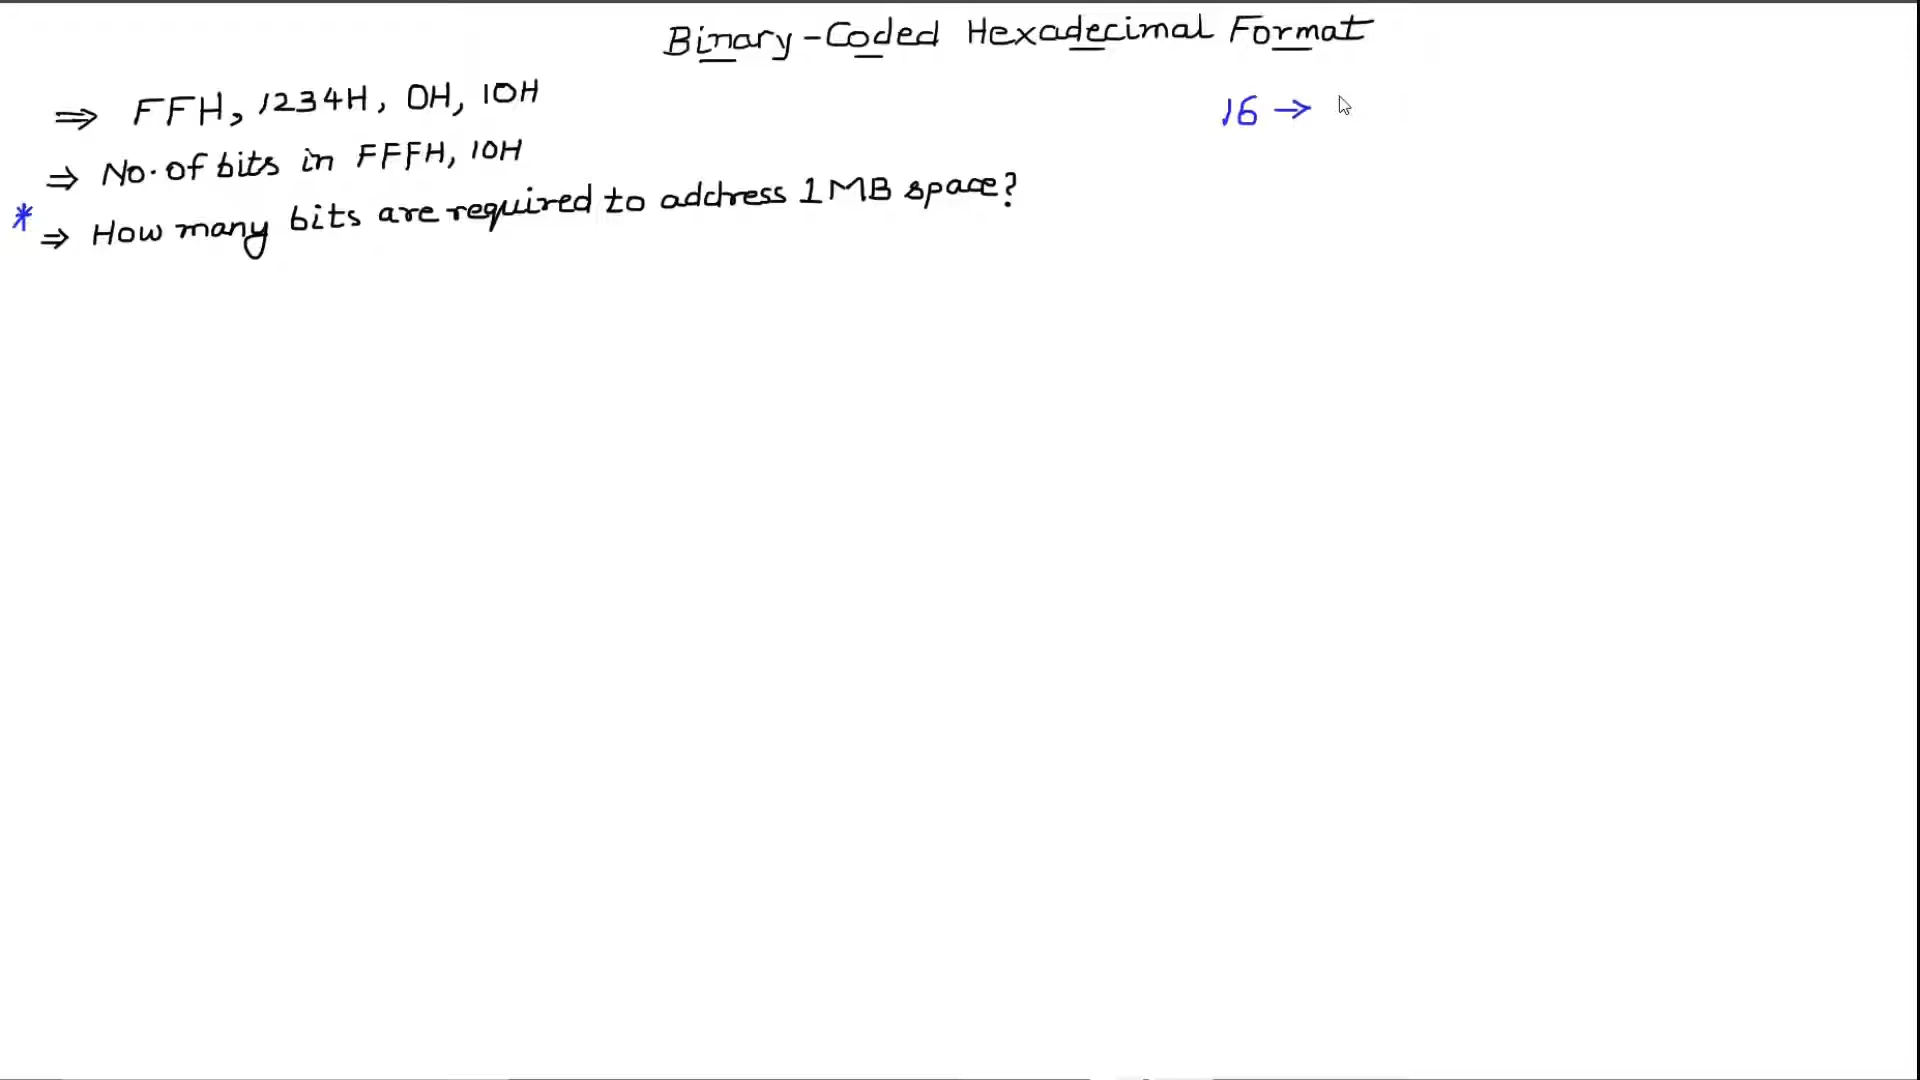 Binary-Coded Hexadecimal Format
⇒ FFH, 1234H, 0H, 10H
16 →
⇒ No. of bits in FFFH, 10H
* ⇒ How many bits are required to address 1MB space?